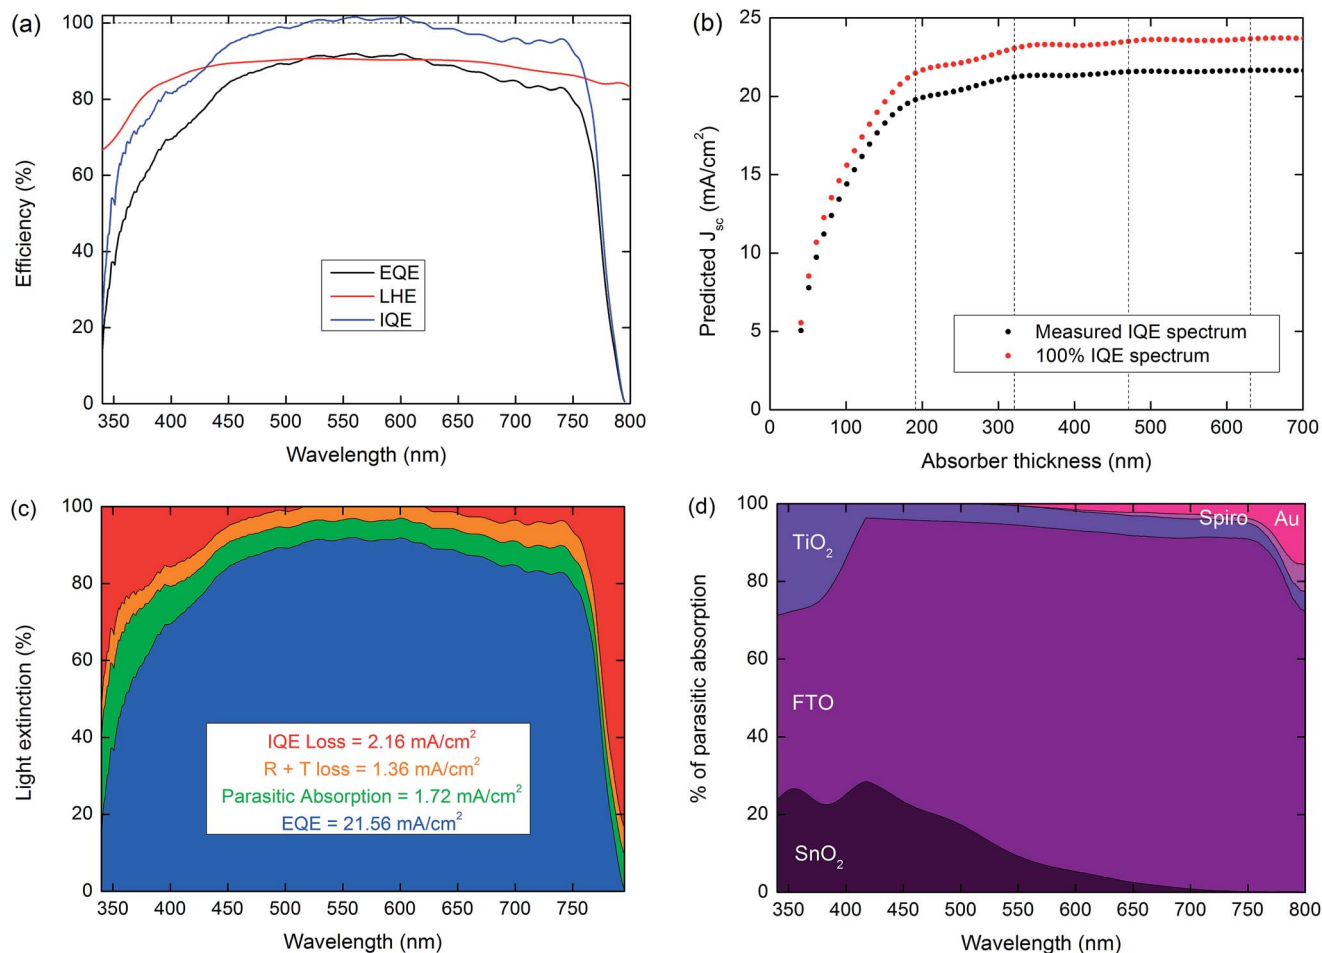 (a)
100
80
60
40
20
0
Efficiency (%)
EQE
LHE
IQE
350 400 450 500 550 600 650 700 750 800
Wavelength (nm)
(b)
25
20
15
10
5
0
Predicted J_sc (mA/cm²)
Measured IQE spectrum
100% IQE spectrum
0 100 200 300 400 500 600 700
Absorber thickness (nm)
(c)
100
80
60
40
20
0
Light extinction (%)
IQE Loss = 2.16 mA/cm²
R + T loss = 1.36 mA/cm²
Parasitic Absorption = 1.72 mA/cm²
EQE = 21.56 mA/cm²
350 400 450 500 550 600 650 700 750
Wavelength (nm)
(d)
100
80
60
40
20
0
% of parasitic absorption
Spiro Au
TiO₂
FTO
SnO₂
350 400 450 500 550 600 650 700 750 800
Wavelength (nm)